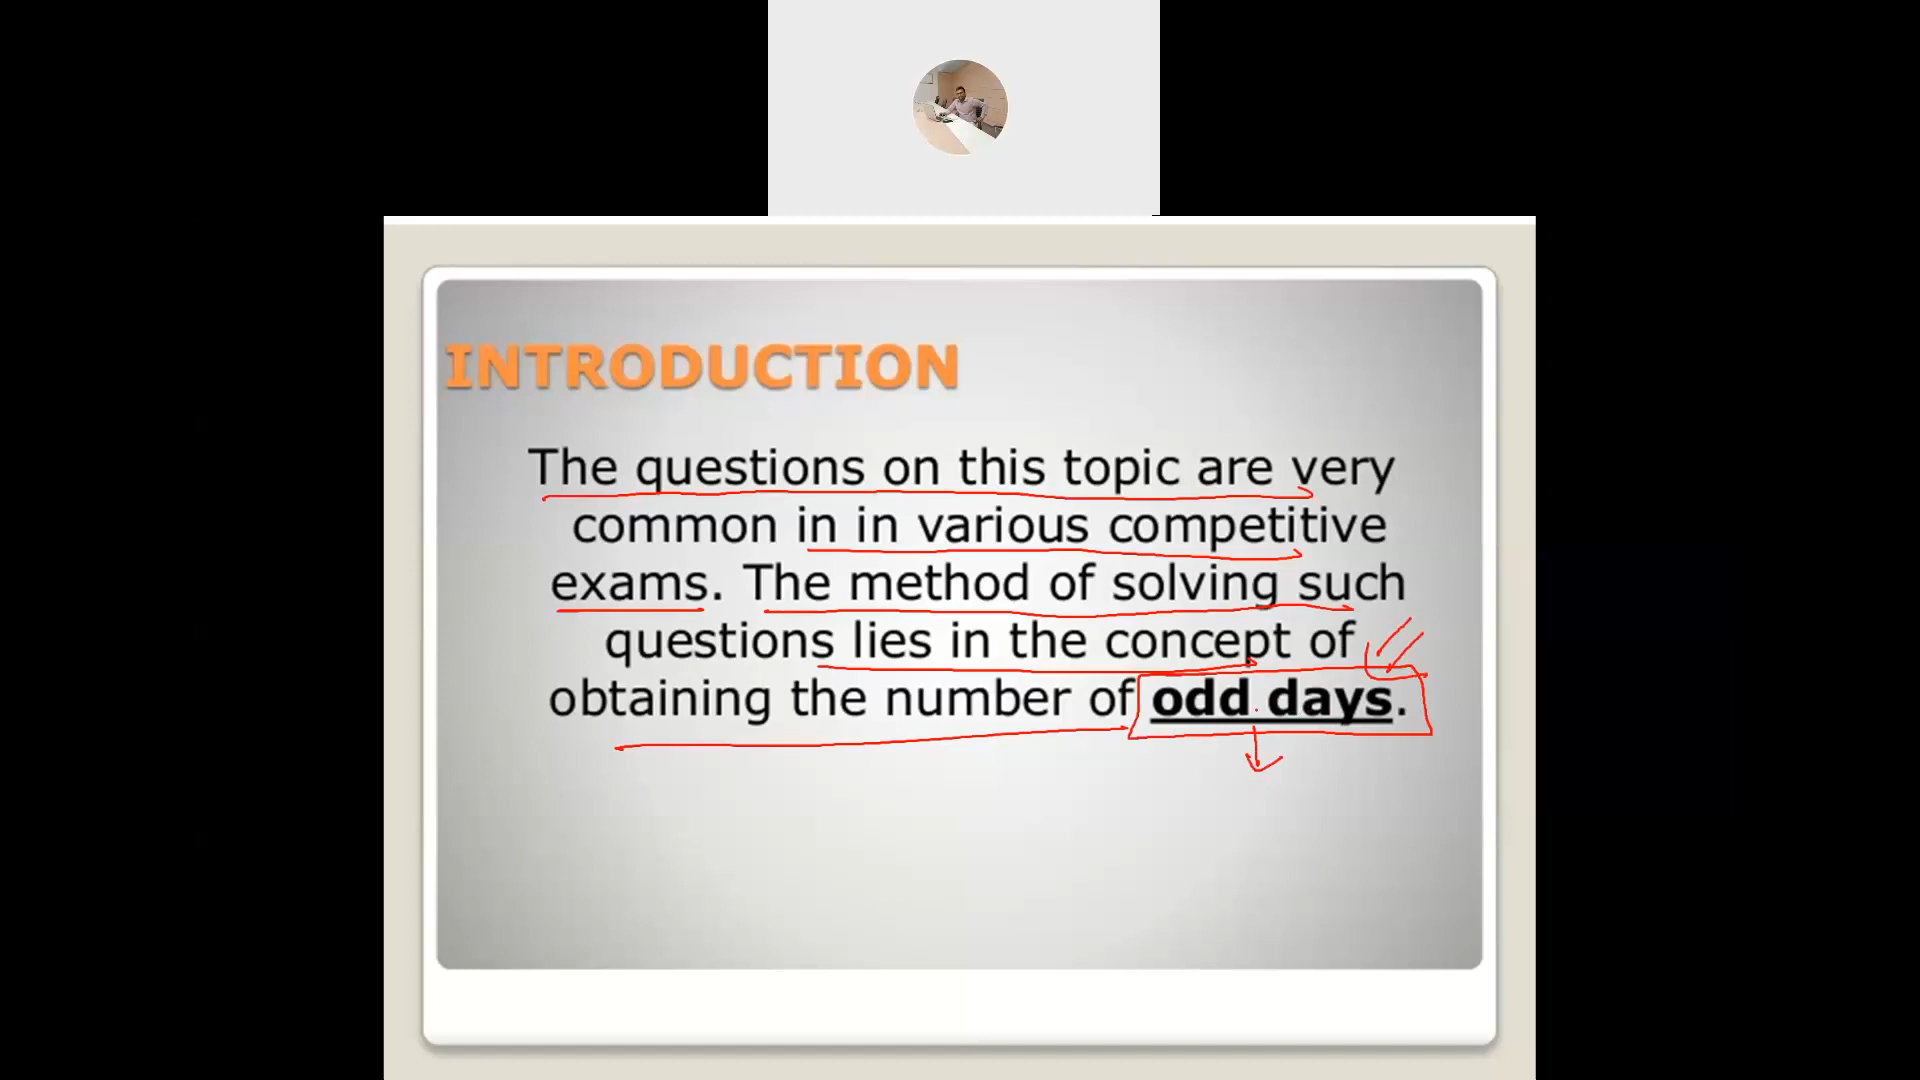 INTRODUCTION
The questions on this topic are very
common in in various competitive
exams. The method of solving such
questions lies in the concept of
obtaining the number of odd days.